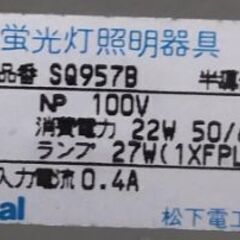 蛍光灯照明器具
品番 SQ957B 半導
NP 100V
消費電力 22W 50/
ランプ 27W(1XFPL
入力電流 0.4A
松下電工